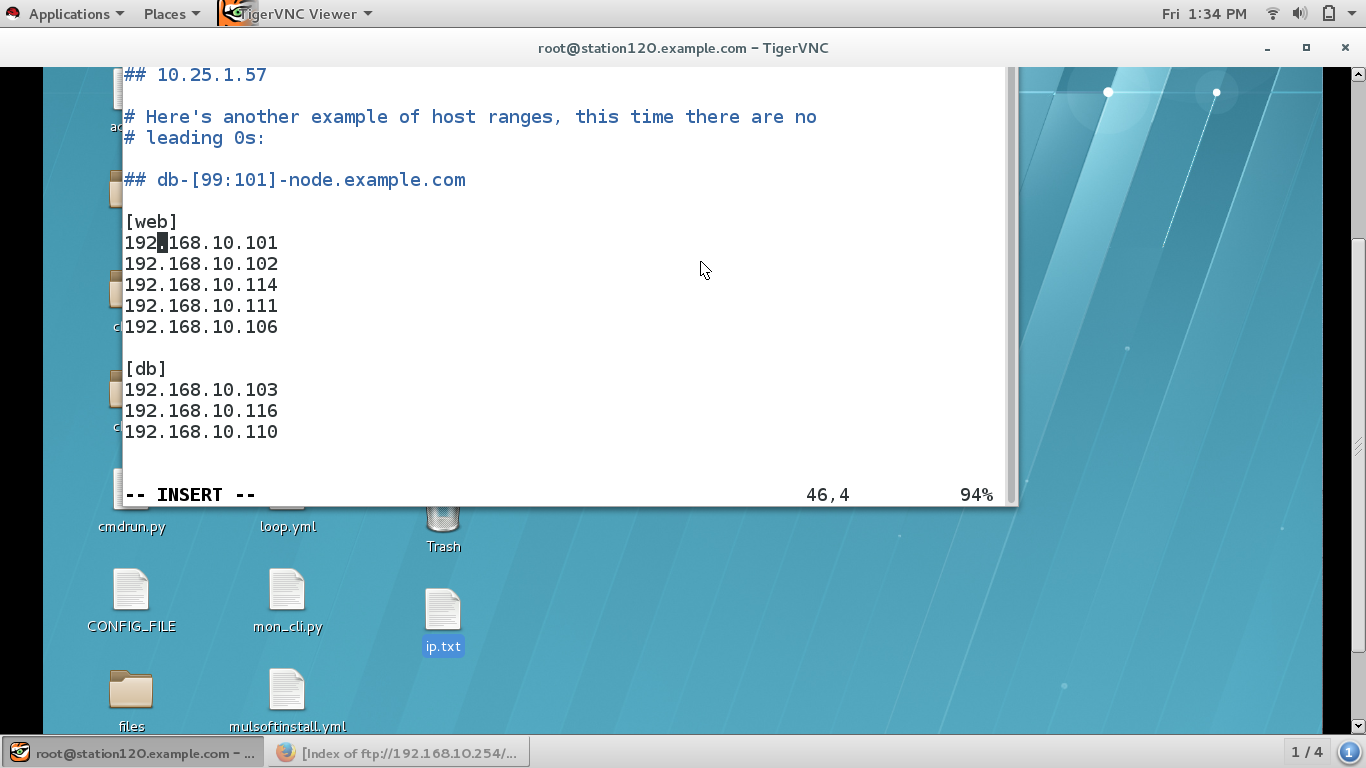 Applications Places TigerVNC Viewer Fri 1:34 PM
root@station120.example.com − TigerVNC
## 10.25.1.57
# Here's another example of host ranges, this time there are no
# leading 0s:
## db-[99:101]-node.example.com
[web]
192.168.10.101
192.168.10.102
192.168.10.114
192.168.10.111
192.168.10.106
[db]
192.168.10.103
192.168.10.116
192.168.10.110
-- INSERT -- 46,4 94%
cmdrun.py loop.yml
Trash
CONFIG_FILE mon_cli.py
ip.txt
files mulsoftinstall.yml
root@station120.example.com − ... [Index of ftp://192.168.10.254/... 1 / 4 1